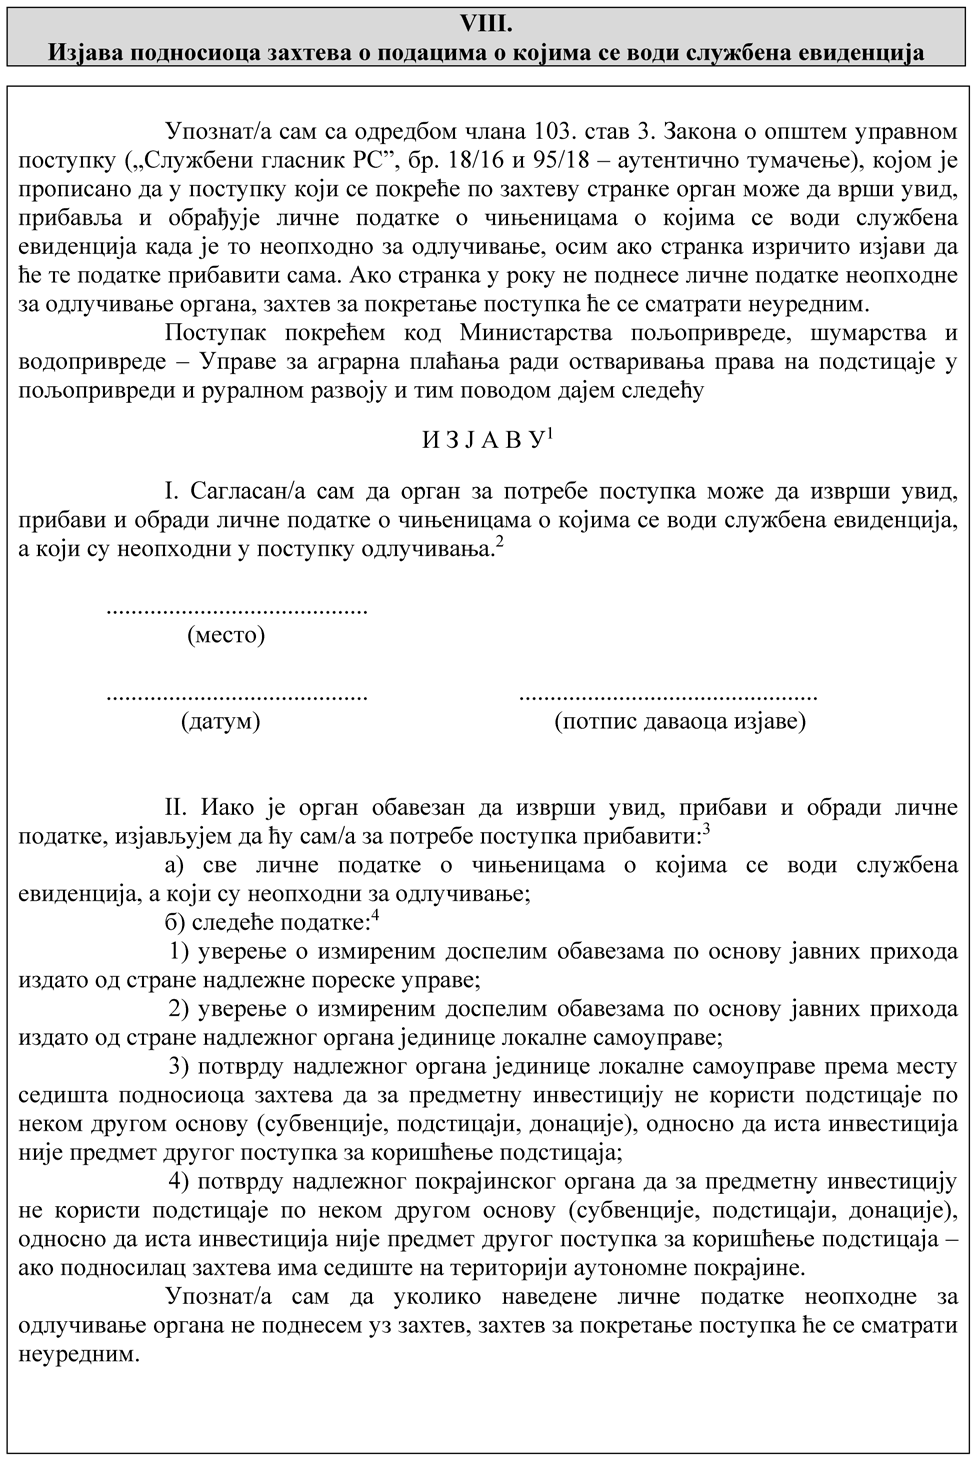 VIII.
Изјава подносиоца захтева о подацима о којима се води службена евиденција
Упознат/а сам са одредбом члана 103. став 3. Закона о општем управном
поступку („Службени гласник РС”, бр. 18/16 и 95/18 – аутентично тумачење), којом је
прописано да у поступку који се покреће по захтеву странке орган може да врши увид,
прибавља и обрађује личне податке о чињеницама о којима се води службена
евиденција када је то неопходно за одлучивање, осим ако странка изричито изјави да
ће те податке прибавити сама. Ако странка у року не поднесе личне податке неопходне
за одлучивање органа, захтев за покретање поступка ће се сматрати неуредним.
Поступак покрећем код Министарства пољопривреде, шумарства и
водопривреде – Управе за аграрна плаћања ради остваривања права на подстицаје у
пољопривреди и руралном развоју и тим поводом дајем следећу
И З Ј А В У¹
I. Сагласан/а сам да орган за потребе поступка може да изврши увид,
прибави и обради личне податке о чињеницама о којима се води службена евиденција,
а који су неопходни у поступку одлучивања.²
..........................................
(место)
.......................................... ................................................
(датум) (потпис даваоца изјаве)
II. Иако је орган обавезан да изврши увид, прибави и обради личне
податке, изјављујем да ћу сам/а за потребе поступка прибавити:³
а) све личне податке о чињеницама о којима се води службена
евиденција, а који су неопходни за одлучивање;
б) следеће податке:⁴
1) уверење о измиреним доспелим обавезама по основу јавних прихода
издато од стране надлежне пореске управе;
2) уверење о измиреним доспелим обавезама по основу јавних прихода
издато од стране надлежног органа јединице локалне самоуправе;
3) потврду надлежног органа јединице локалне самоуправе према месту
седишта подносиоца захтева да за предметну инвестицију не користи подстицаје по
неком другом основу (субвенције, подстицаји, донације), односно да иста инвестиција
није предмет другог поступка за коришћење подстицаја;
4) потврду надлежног покрајинског органа да за предметну инвестицију
не користи подстицаје по неком другом основу (субвенције, подстицаји, донације),
односно да иста инвестиција није предмет другог поступка за коришћење подстицаја –
ако подносилац захтева има седиште на територији аутономне покрајине.
Упознат/а сам да уколико наведене личне податке неопходне за
одлучивање органа не поднесем уз захтев, захтев за покретање поступка ће се сматрати
неуредним.